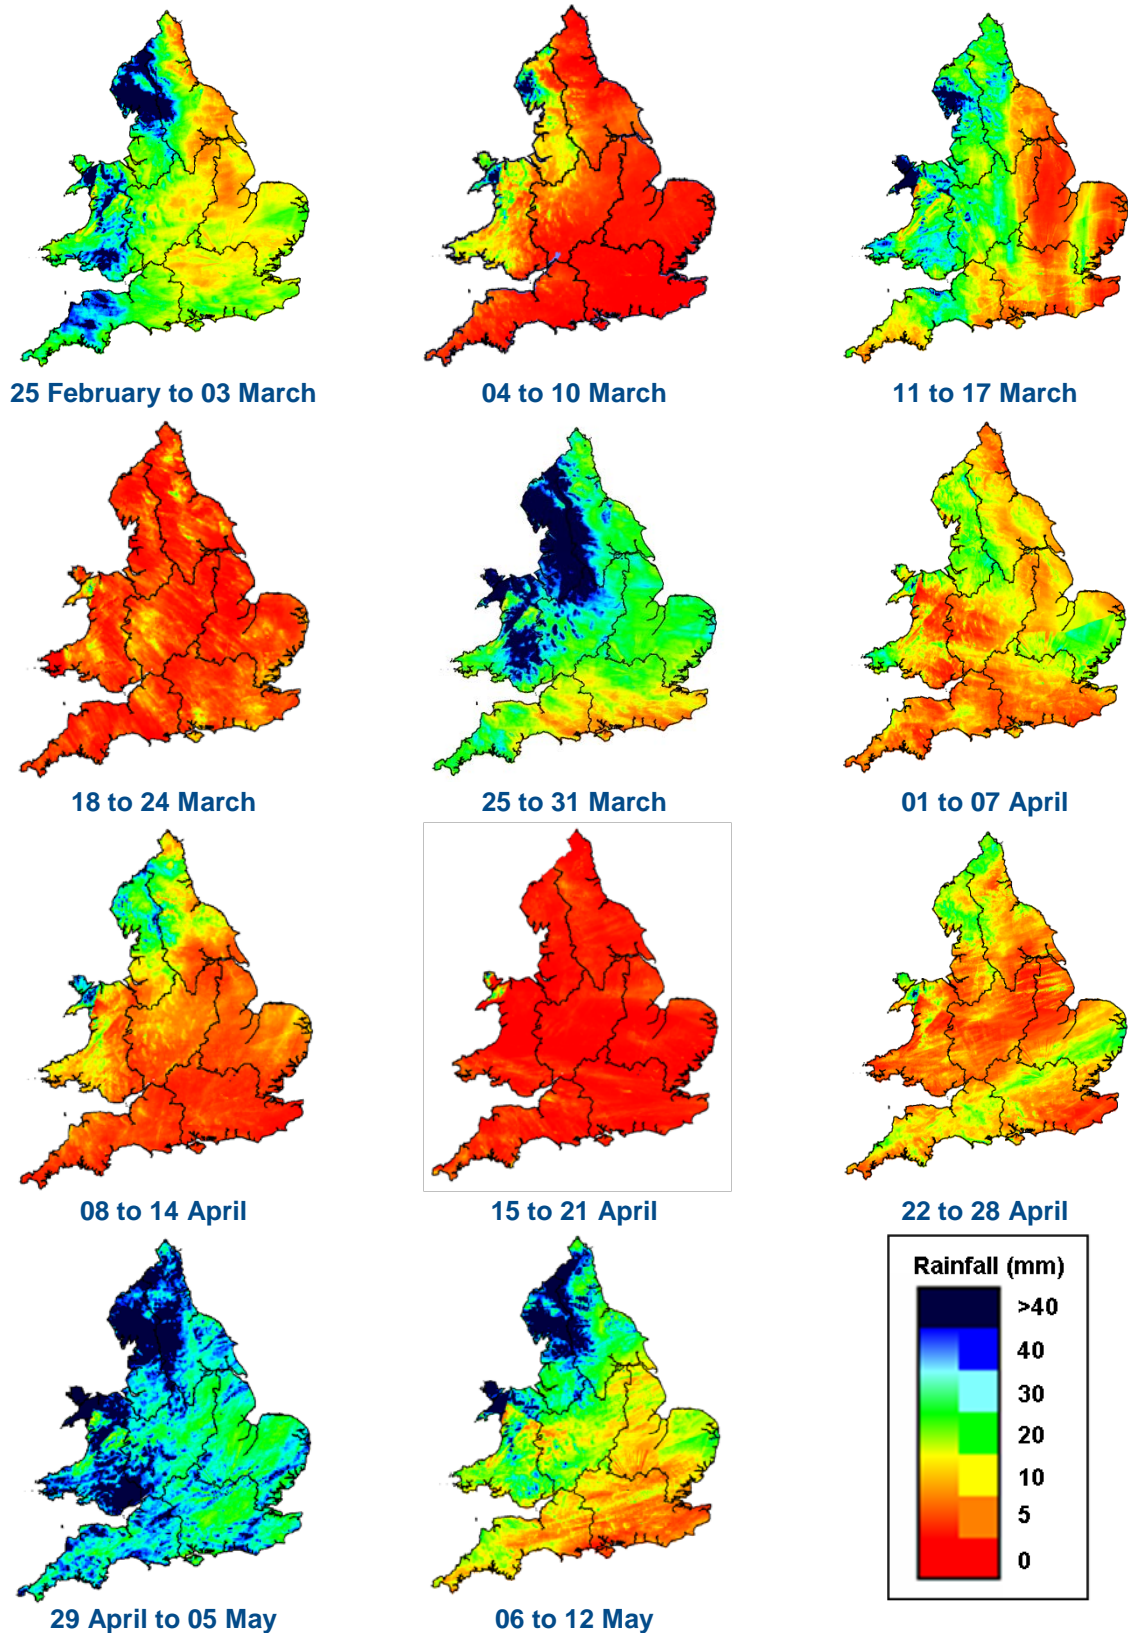 25 February to 03 March
04 to 10 March
11 to 17 March
18 to 24 March
25 to 31 March
01 to 07 April
08 to 14 April
15 to 21 April
22 to 28 April
29 April to 05 May
06 to 12 May
Rainfall (mm)
>40
40
30
20
10
5
0